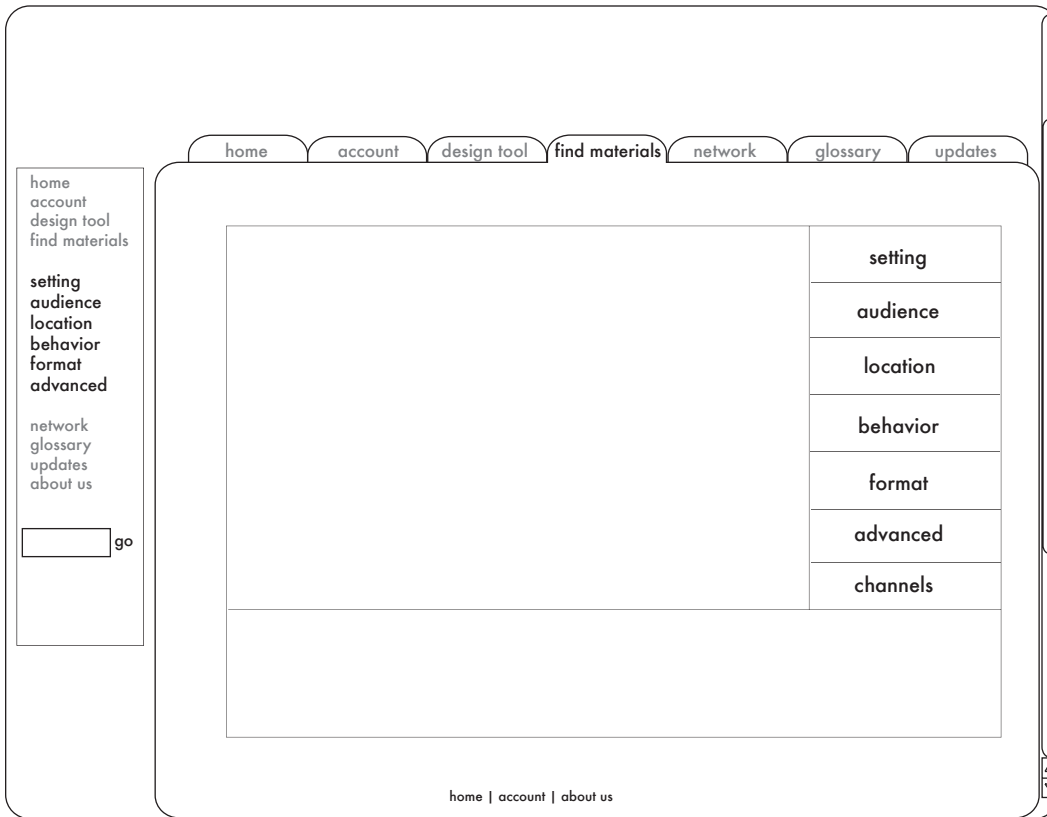 home account design tool find materials network glossary updates
home
account
design tool
find materials
setting
audience
location
behavior
format
advanced
network
glossary
updates
about us
go
setting
audience
location
behavior
format
advanced
channels
home | account | about us